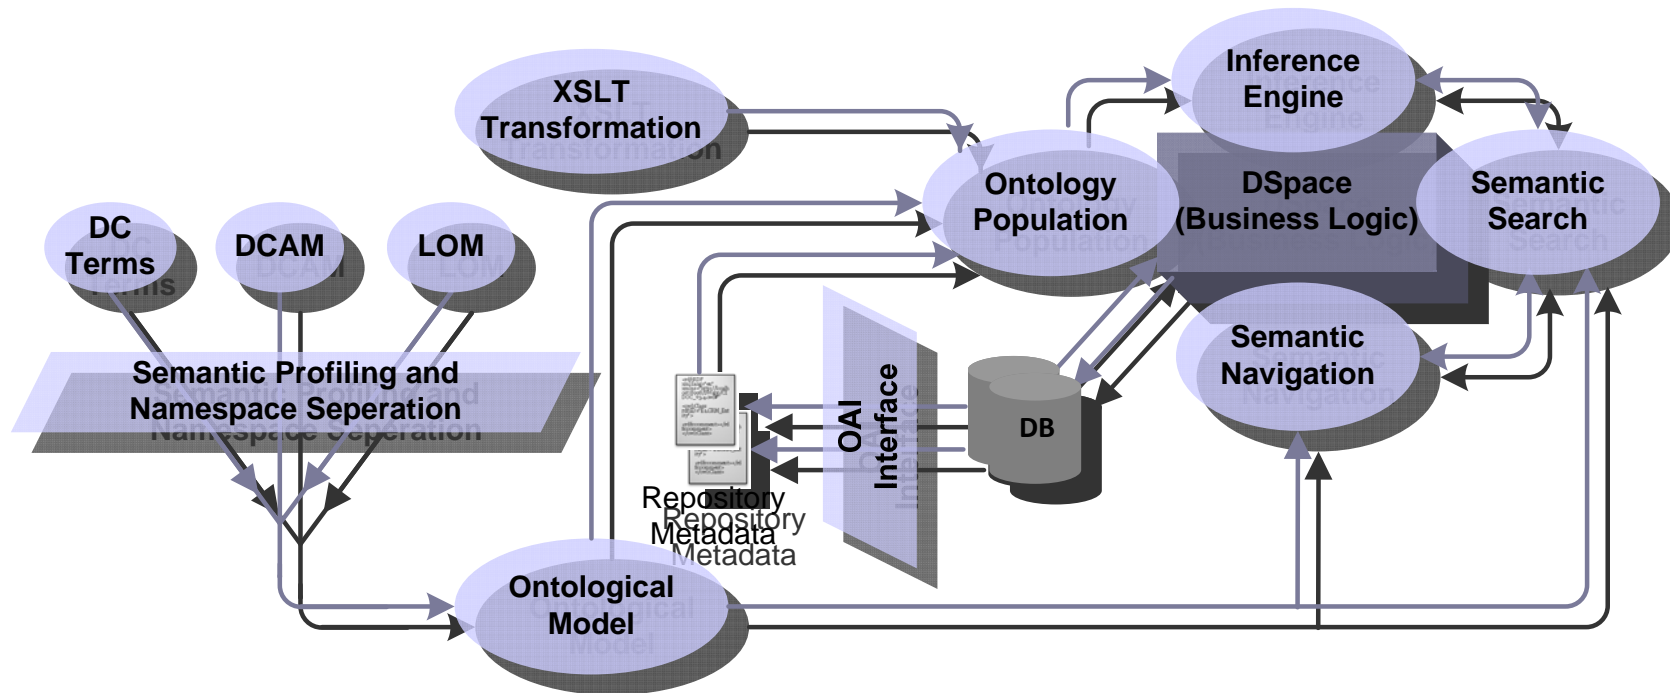 XSLT
Transformation
Inference
Engine
Ontology
Population
DSpace
(Business Logic)
Semantic
Search
DC
Terms
DCAM
LOM
Semantic Profiling and
Namespace Seperation
Semantic
Navigation
OAI
Interface
DB
Repository
Metadata
Ontological
Model